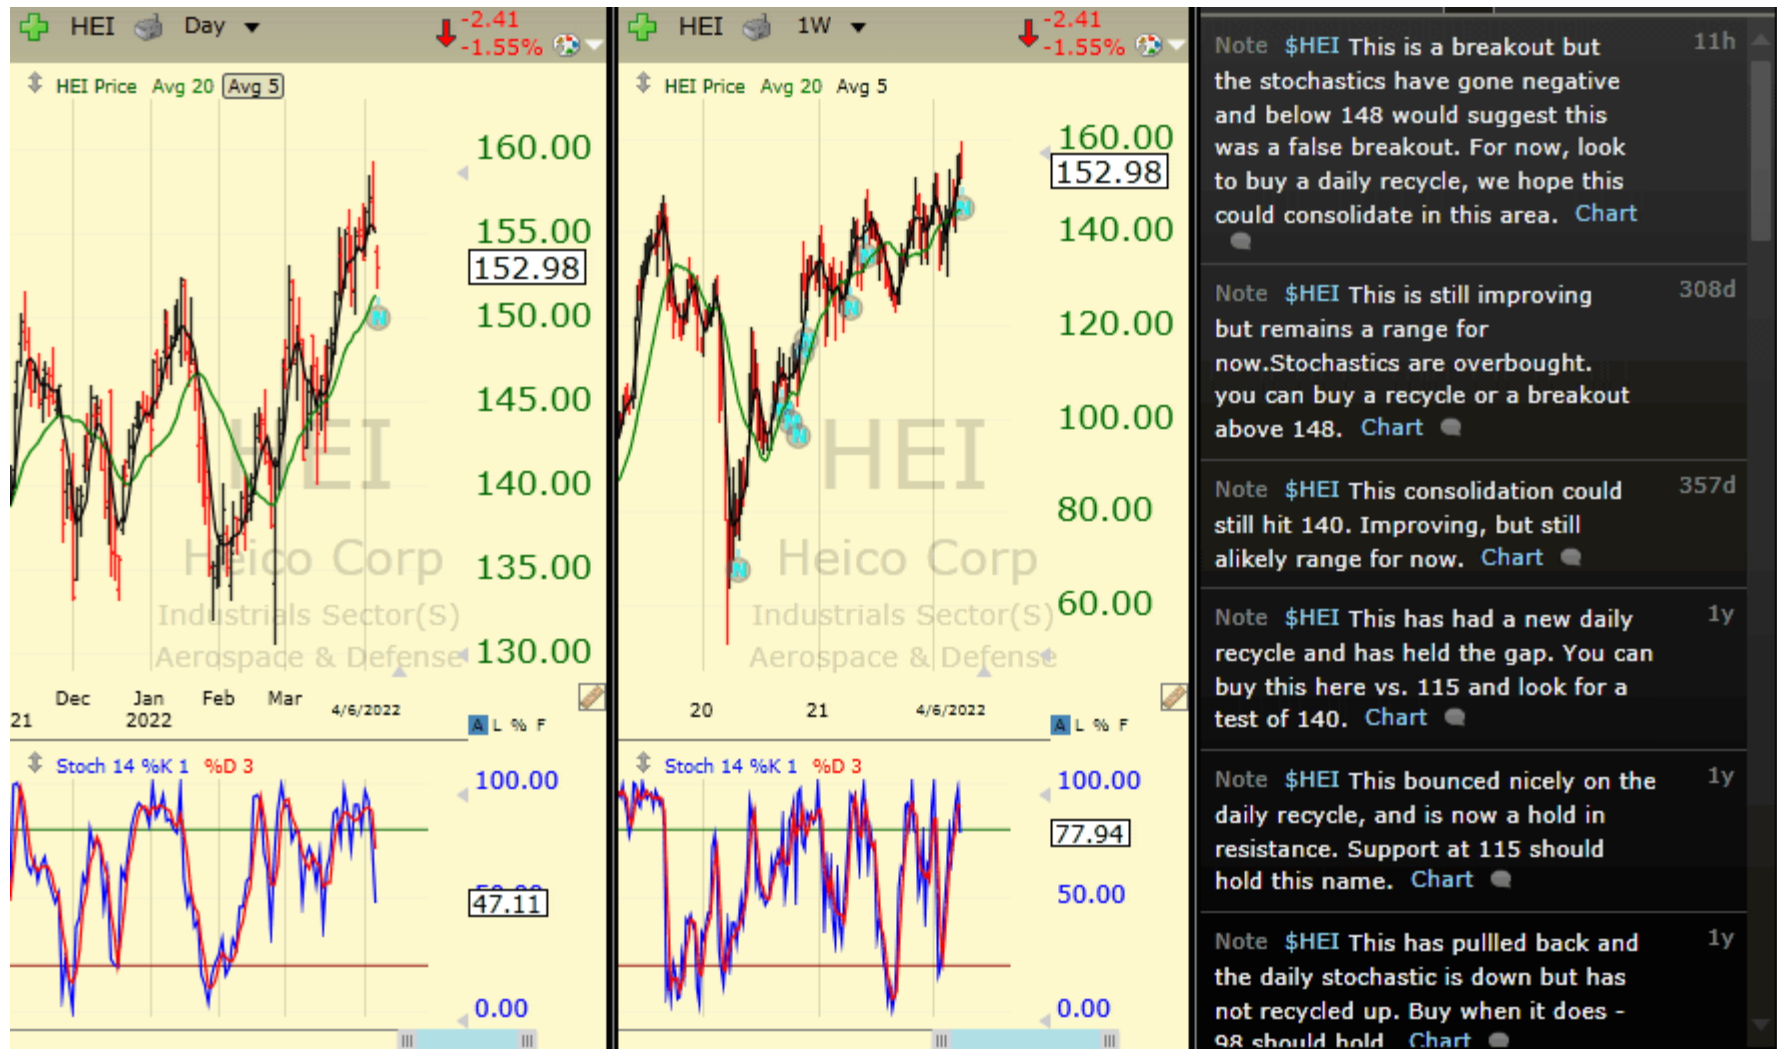 HEI Day
-2.41
-1.55%
HEI Price Avg 20 Avg 5
160.00
155.00
152.98
150.00
145.00
140.00
135.00
130.00
HEI
Heico Corp
Industrials Sector(S)
Aerospace & Defense
Dec Jan Feb Mar 4/6/2022
21 2022
A L % F
Stoch 14 %K 1 %D 3
100.00
50.00
47.11
0.00
HEI 1W
-2.41
-1.55%
HEI Price Avg 20 Avg 5
160.00
152.98
140.00
120.00
100.00
80.00
60.00
HEI
Heico Corp
Industrials Sector(S)
Aerospace & Defense
20 21 4/6/2022
A L % F
Stoch 14 %K 1 %D 3
100.00
77.94
50.00
0.00
Note $HEI This is a breakout but 11h
the stochastics have gone negative
and below 148 would suggest this
was a false breakout. For now, look
to buy a daily recycle, we hope this
could consolidate in this area. Chart
Note $HEI This is still improving 308d
but remains a range for
now.Stochastics are overbought.
you can buy a recycle or a breakout
above 148. Chart
Note $HEI This consolidation could 357d
still hit 140. Improving, but still
alikely range for now. Chart
Note $HEI This has had a new daily 1y
recycle and has held the gap. You can
buy this here vs. 115 and look for a
test of 140. Chart
Note $HEI This bounced nicely on the 1y
daily recycle, and is now a hold in
resistance. Support at 115 should
hold this name. Chart
Note $HEI This has pullled back and 1y
the daily stochastic is down but has
not recycled up. Buy when it does -
98 should hold. Chart